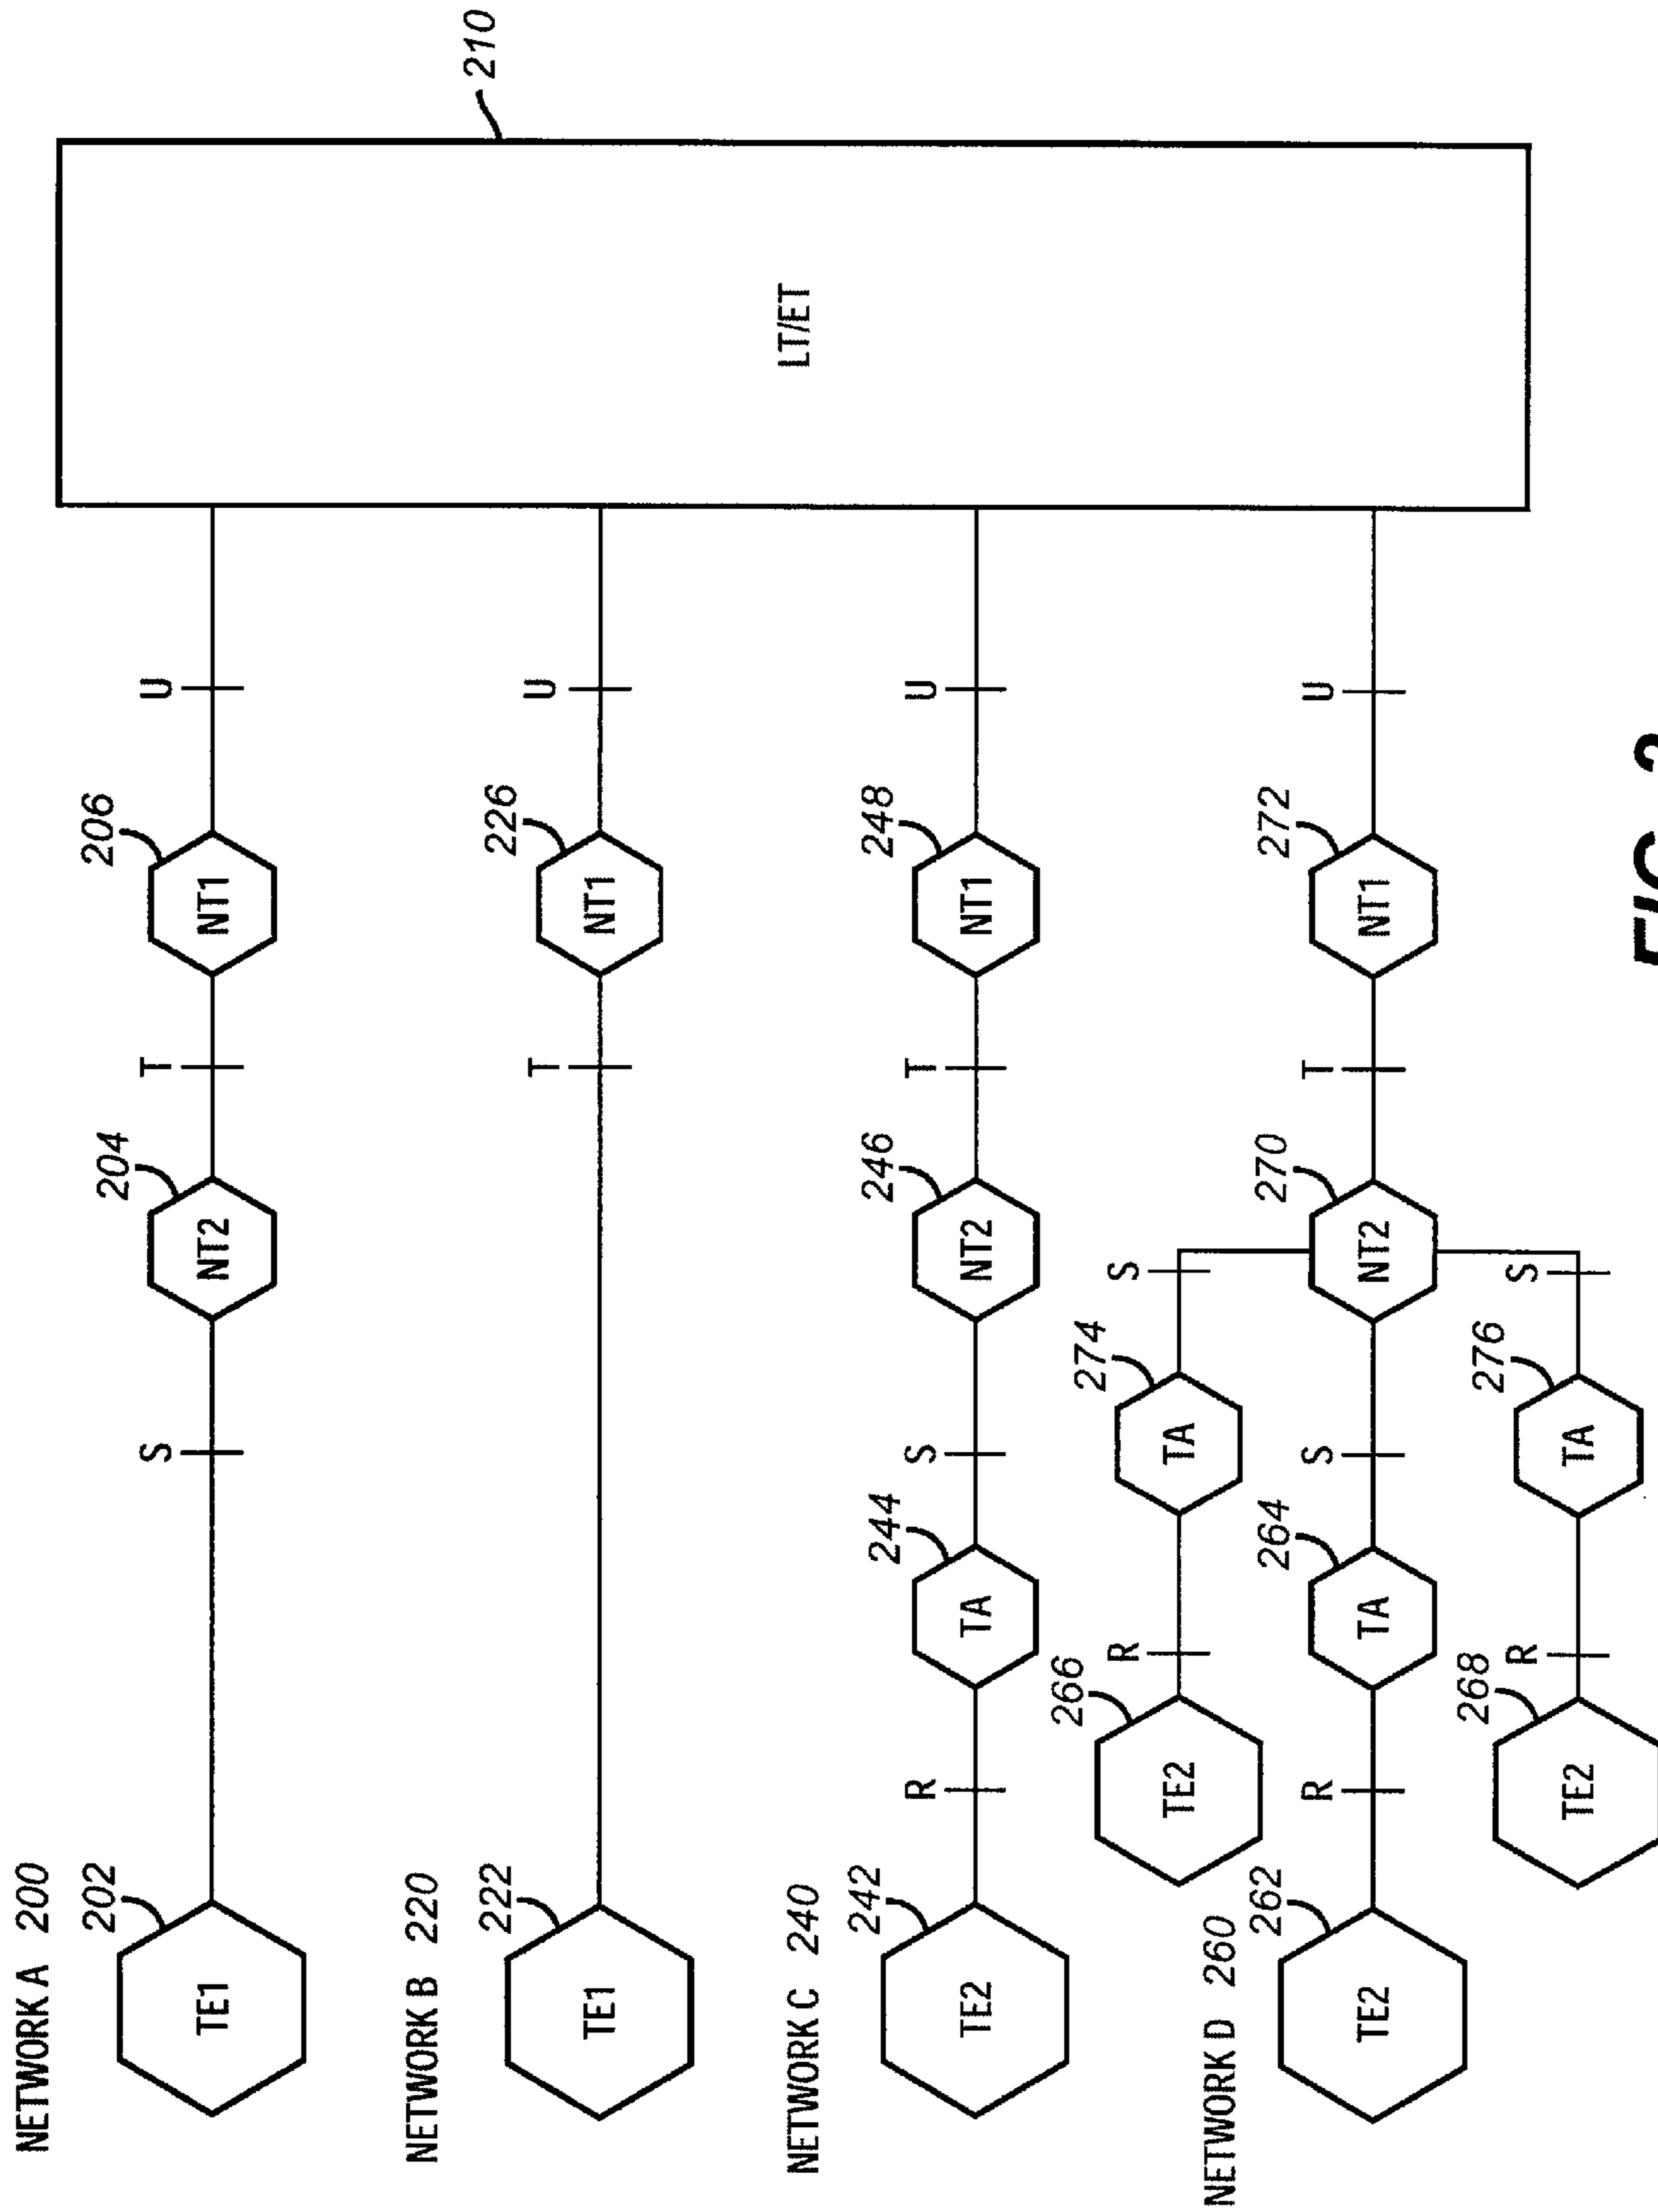 NETWORK A 200
202
TE1
S
204
NT2
T
206
NT1
U
210
LT/ET
NETWORK B 220
222
TE1
T
226
NT1
U
NETWORK C 240
242
TE2
R
244
TA
S
246
NT2
T
248
NT1
U
266
TE2
R
274
TA
S
NETWORK D 260
262
TE2
R
264
TA
S
270
NT2
T
272
NT1
U
268
TE2
R
276
TA
S
FIG.